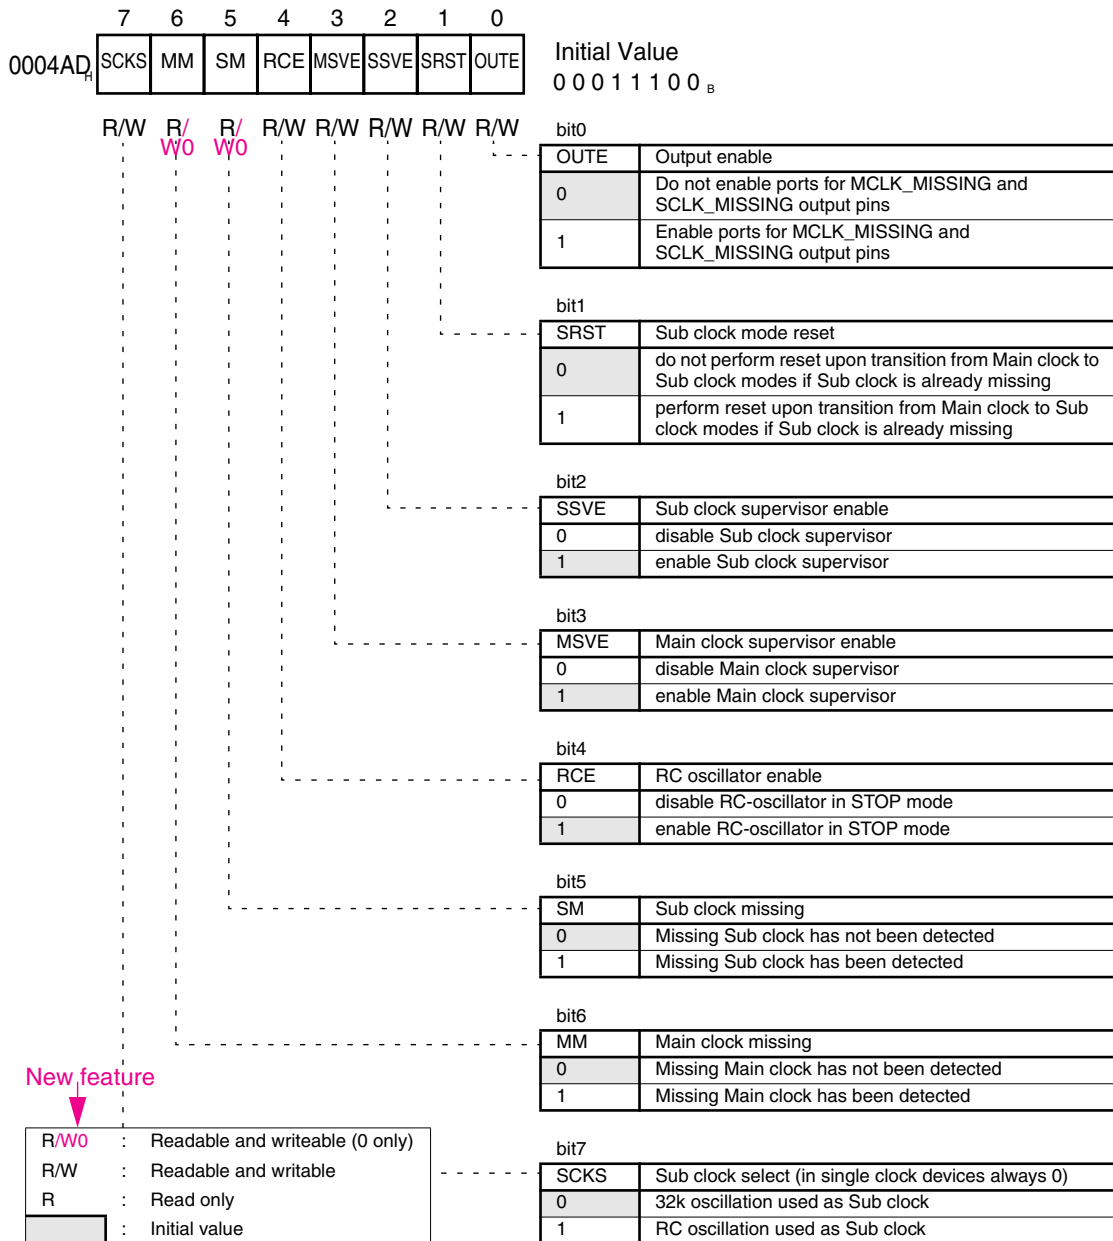 7 6 5 4 3 2 1 0
0004ADH SCKS MM SM RCE MSVE SSVE SRST OUTE
Initial Value
0 0 0 1 1 1 0 0 B
R/W R/W0 R/W0 R/W R/W R/W R/W R/W
bit0
OUTE Output enable
0 Do not enable ports for MCLK_MISSING and
SCLK_MISSING output pins
1 Enable ports for MCLK_MISSING and
SCLK_MISSING output pins
bit1
SRST Sub clock mode reset
0 do not perform reset upon transition from Main clock to
Sub clock modes if Sub clock is already missing
1 perform reset upon transition from Main clock to Sub
clock modes if Sub clock is already missing
bit2
SSVE Sub clock supervisor enable
0 disable Sub clock supervisor
1 enable Sub clock supervisor
bit3
MSVE Main clock supervisor enable
0 disable Main clock supervisor
1 enable Main clock supervisor
bit4
RCE RC oscillator enable
0 disable RC-oscillator in STOP mode
1 enable RC-oscillator in STOP mode
bit5
SM Sub clock missing
0 Missing Sub clock has not been detected
1 Missing Sub clock has been detected
bit6
MM Main clock missing
0 Missing Main clock has not been detected
1 Missing Main clock has been detected
New feature
R/W0 : Readable and writeable (0 only)
R/W : Readable and writable
R : Read only
: Initial value
bit7
SCKS Sub clock select (in single clock devices always 0)
0 32k oscillation used as Sub clock
1 RC oscillation used as Sub clock